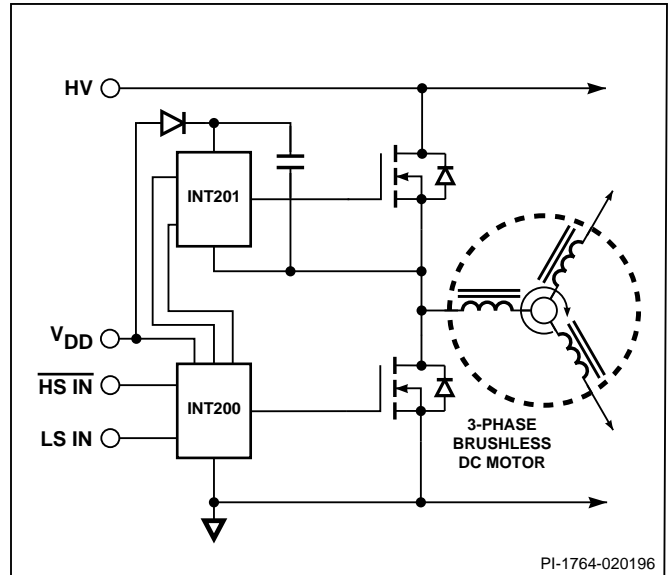 HV
INT201
VDD
HS IN
INT200
LS IN
3-PHASE
BRUSHLESS
DC MOTOR
PI-1764-020196